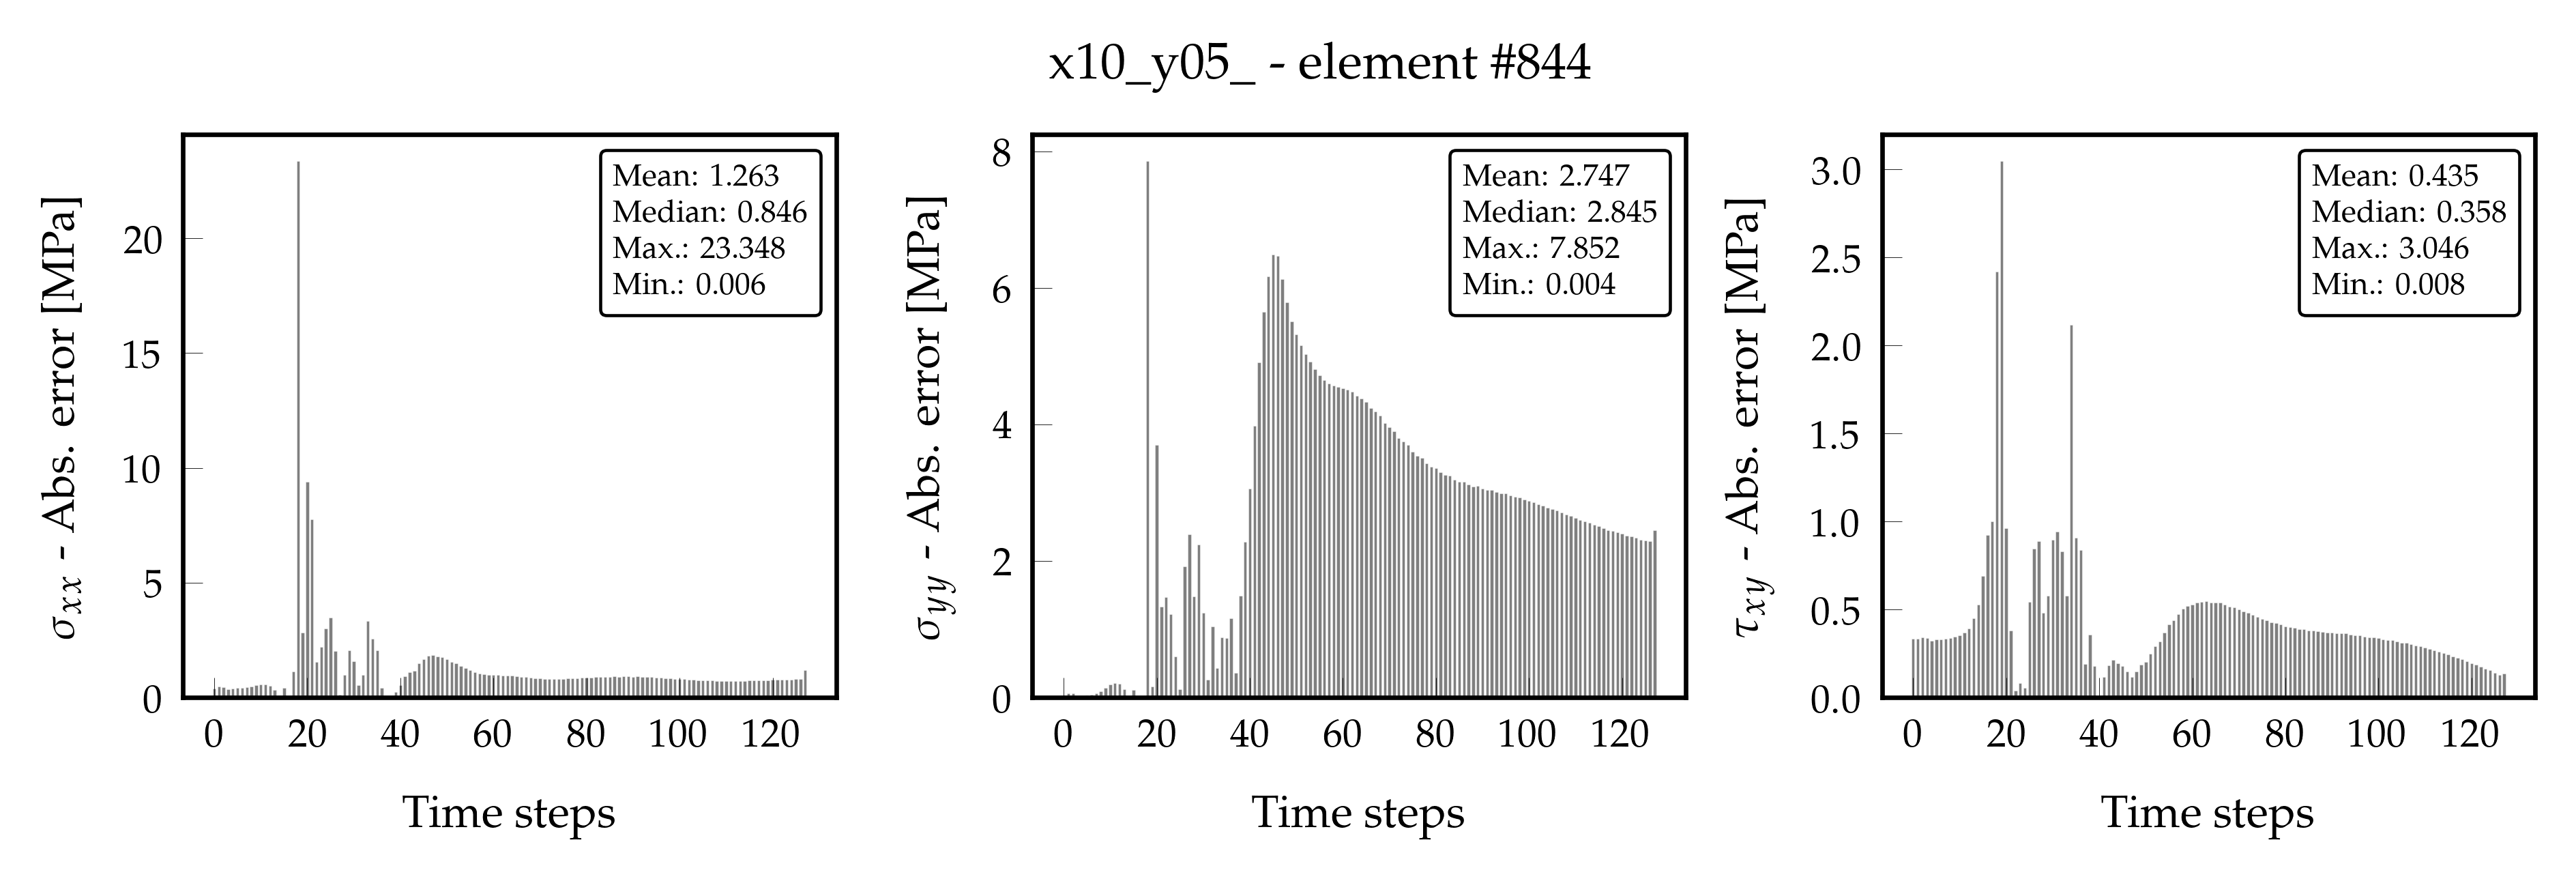 x10_y05_ - element #844
σxx - Abs. error [MPa]
20
15
10
5
0
Mean: 1.263
Median: 0.846
Max.: 23.348
Min.: 0.006
0 20 40 60 80 100 120
Time steps
σyy - Abs. error [MPa]
8
6
4
2
0
Mean: 2.747
Median: 2.845
Max.: 7.852
Min.: 0.004
0 20 40 60 80 100 120
Time steps
τxy - Abs. error [MPa]
3.0
2.5
2.0
1.5
1.0
0.5
0.0
Mean: 0.435
Median: 0.358
Max.: 3.046
Min.: 0.008
0 20 40 60 80 100 120
Time steps